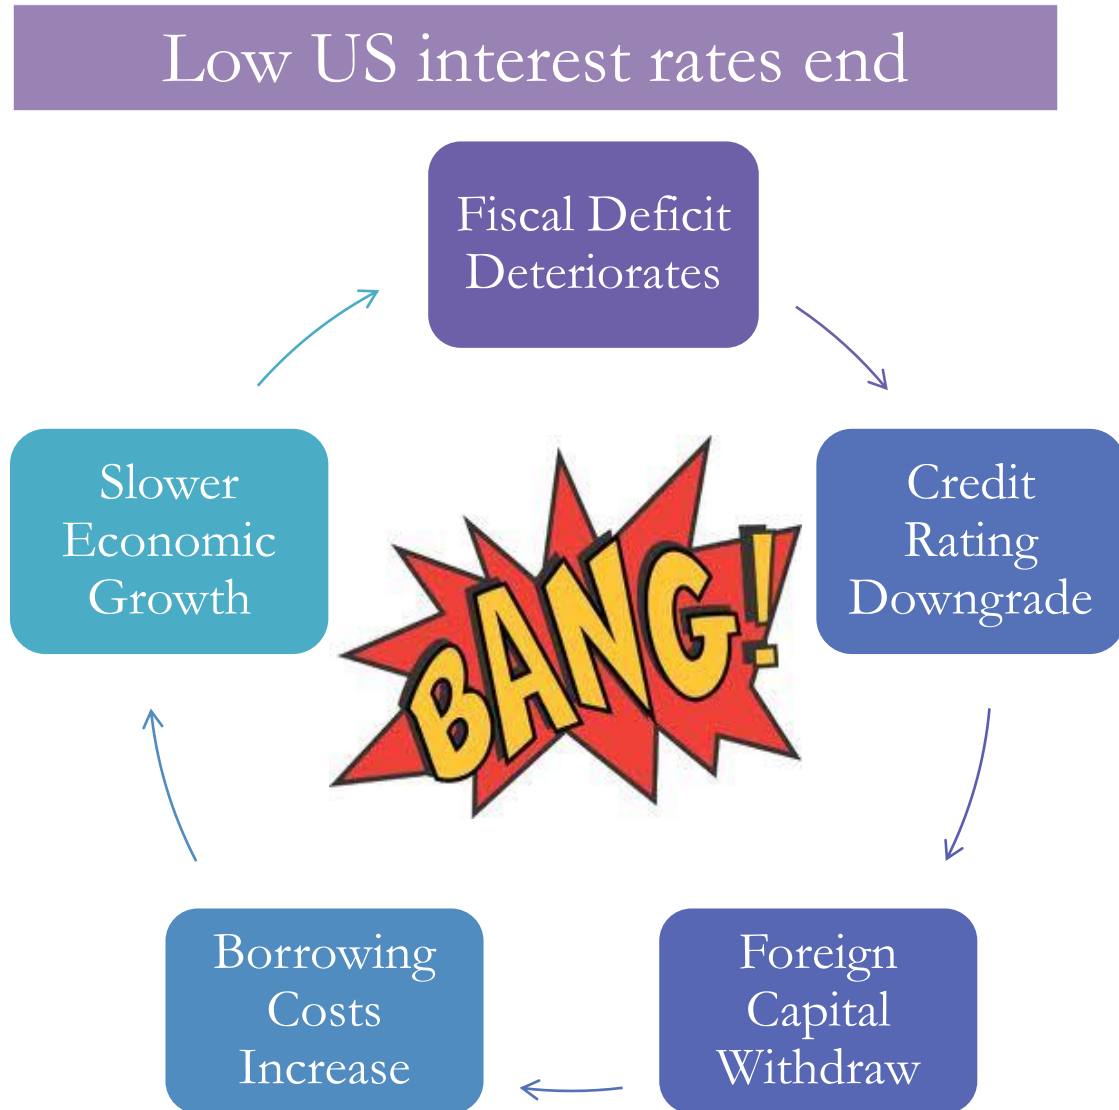 Low US interest rates end
Fiscal Deficit
Deteriorates
Credit
Rating
Downgrade
Foreign
Capital
Withdraw
Borrowing
Costs
Increase
Slower
Economic
Growth
BANG!